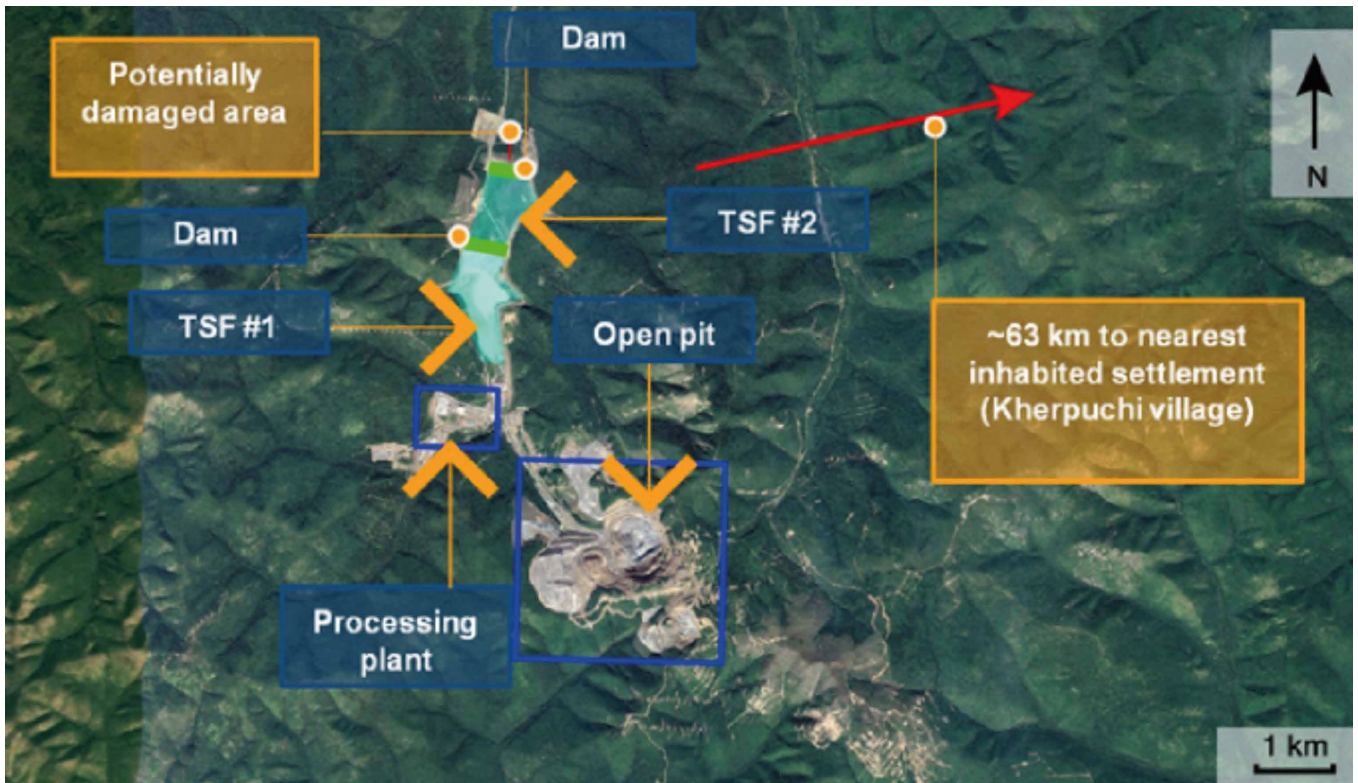 Potentially
damaged area
Dam
N
Dam
TSF #2
TSF #1
Open pit
~63 km to nearest
inhabited settlement
(Kherpuchi village)
Processing
plant
1 km